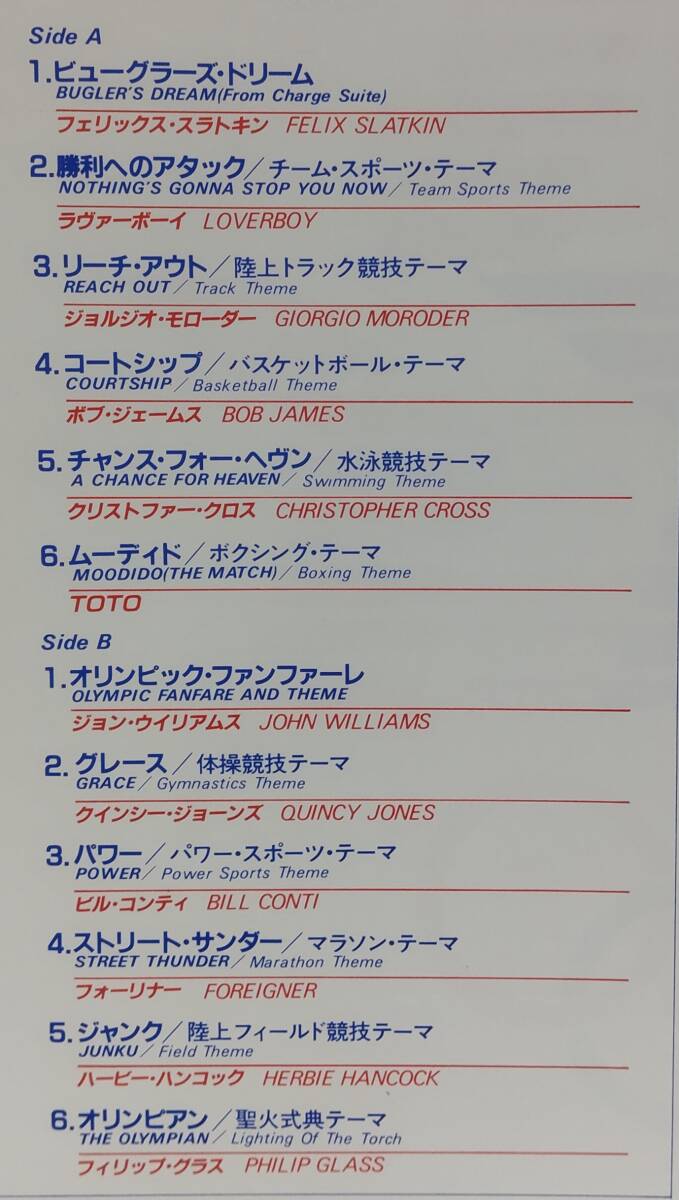 Side A
1.ビューグラーズ・ドリーム
BUGLER'S DREAM(From Charge Suite)
フェリックス・スラトキン FELIX SLATKIN
2.勝利へのアタック/チーム・スポーツ・テーマ
NOTHING'S GONNA STOP YOU NOW/Team Sports Theme
ラヴァーボーイ LOVERBOY
3.リーチ・アウト/陸上トラック競技テーマ
REACH OUT/Track Theme
ジョルジオ・モローダー GIORGIO MORODER
4.コートシップ/バスケットボール・テーマ
COURTSHIP/Basketball Theme
ボブ・ジェームス BOB JAMES
5.チャンス・フォー・ヘヴン/水泳競技テーマ
A CHANCE FOR HEAVEN/Swimming Theme
クリストファー・クロス CHRISTOPHER CROSS
6.ムーディド/ボクシング・テーマ
MOODIDO(THE MATCH)/Boxing Theme
TOTO
Side B
1.オリンピック・ファンファーレ
OLYMPIC FANFARE AND THEME
ジョン・ウイリアムス JOHN WILLIAMS
2.グレース/体操競技テーマ
GRACE/Gymnastics Theme
クインシー・ジョーンズ QUINCY JONES
3.パワー/パワー・スポーツ・テーマ
POWER/Power Sports Theme
ビル・コンティ BILL CONTI
4.ストリート・サンダー/マラソン・テーマ
STREET THUNDER/Marathon Theme
フォーリナー FOREIGNER
5.ジャンク/陸上フィールド競技テーマ
JUNKU/Field Theme
ハービー・ハンコック HERBIE HANCOCK
6.オリンピアン/聖火式典テーマ
THE OLYMPIAN/Lighting Of The Torch
フィリップ・グラス PHILIP GLASS